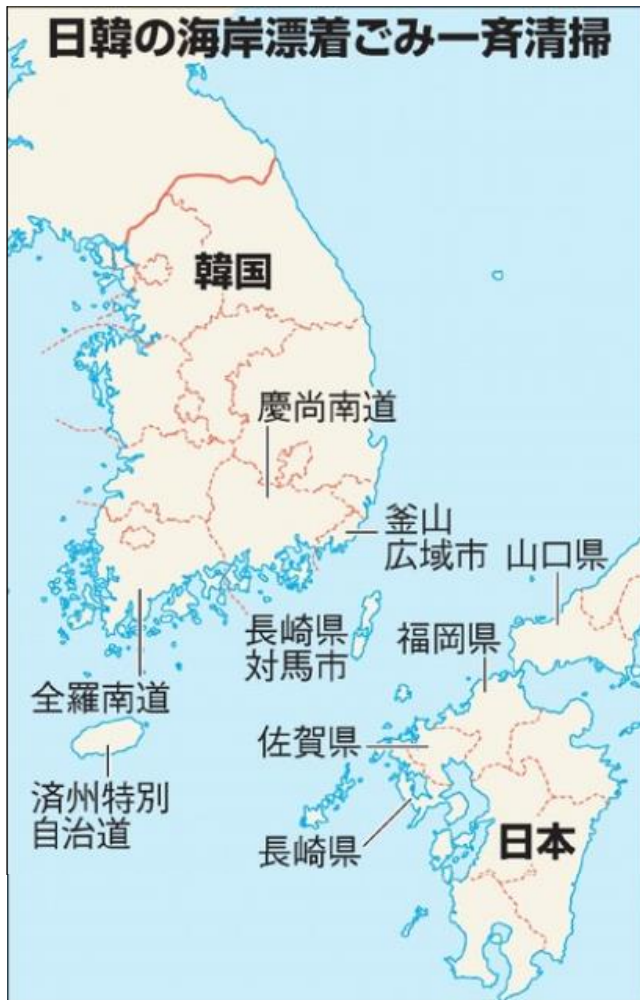 日韓の海岸漂着ごみ一斉清掃
韓国
慶尚南道
釜山
広域市
山口県
長崎県
対馬市
福岡県
全羅南道
佐賀県
済州特別
自治道
長崎県
日本